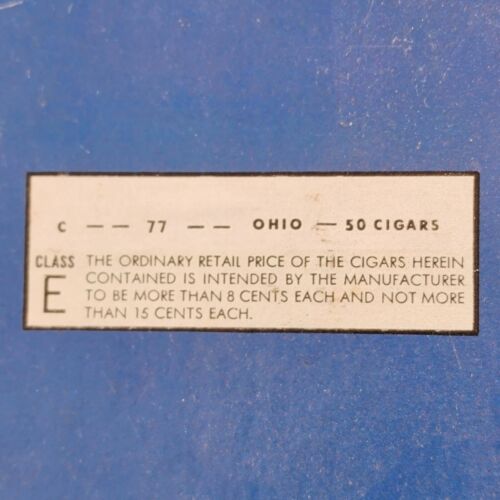 C — — 77 — — OHIO — 50 CIGARS
CLASS E
THE ORDINARY RETAIL PRICE OF THE CIGARS HEREIN
CONTAINED IS INTENDED BY THE MANUFACTURER
TO BE MORE THAN 8 CENTS EACH AND NOT MORE
THAN 15 CENTS EACH.